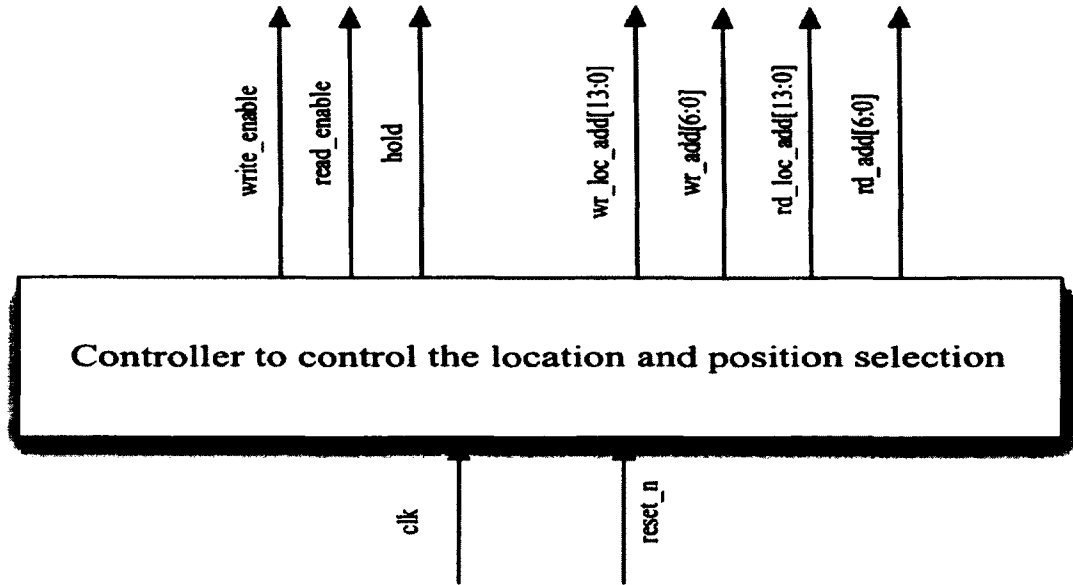 write_enable
read_enable
hold
wr_loc_add[13:0]
wr_add[6:0]
rd_loc_add[13:0]
rd_add[6:0]
Controller to control the location and position selection
clk
reset_n